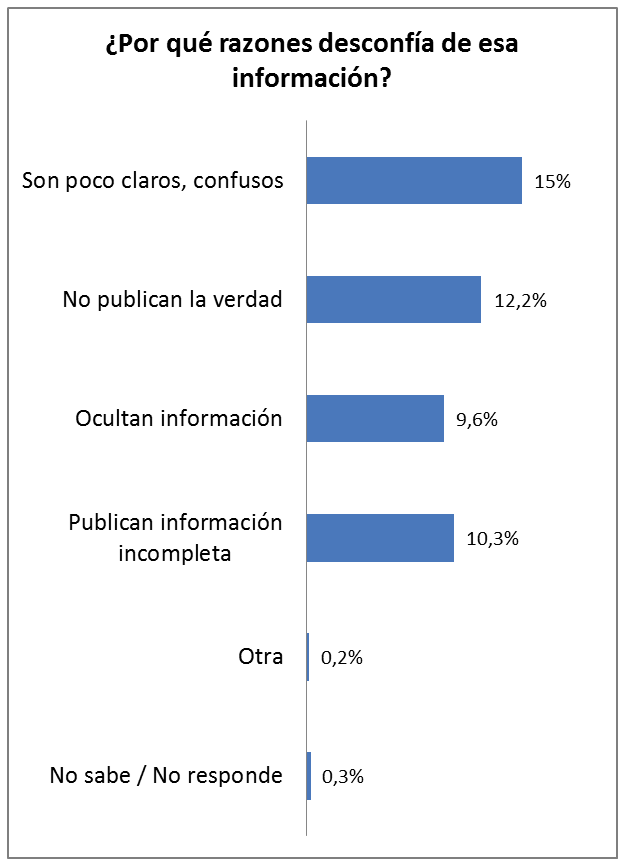 ¿Por qué razones desconfía de esa
información?
Son poco claros, confusos
15%
No publican la verdad
12,2%
Ocultan información
9,6%
Publican información
incompleta
10,3%
Otra
0,2%
No sabe / No responde
0,3%